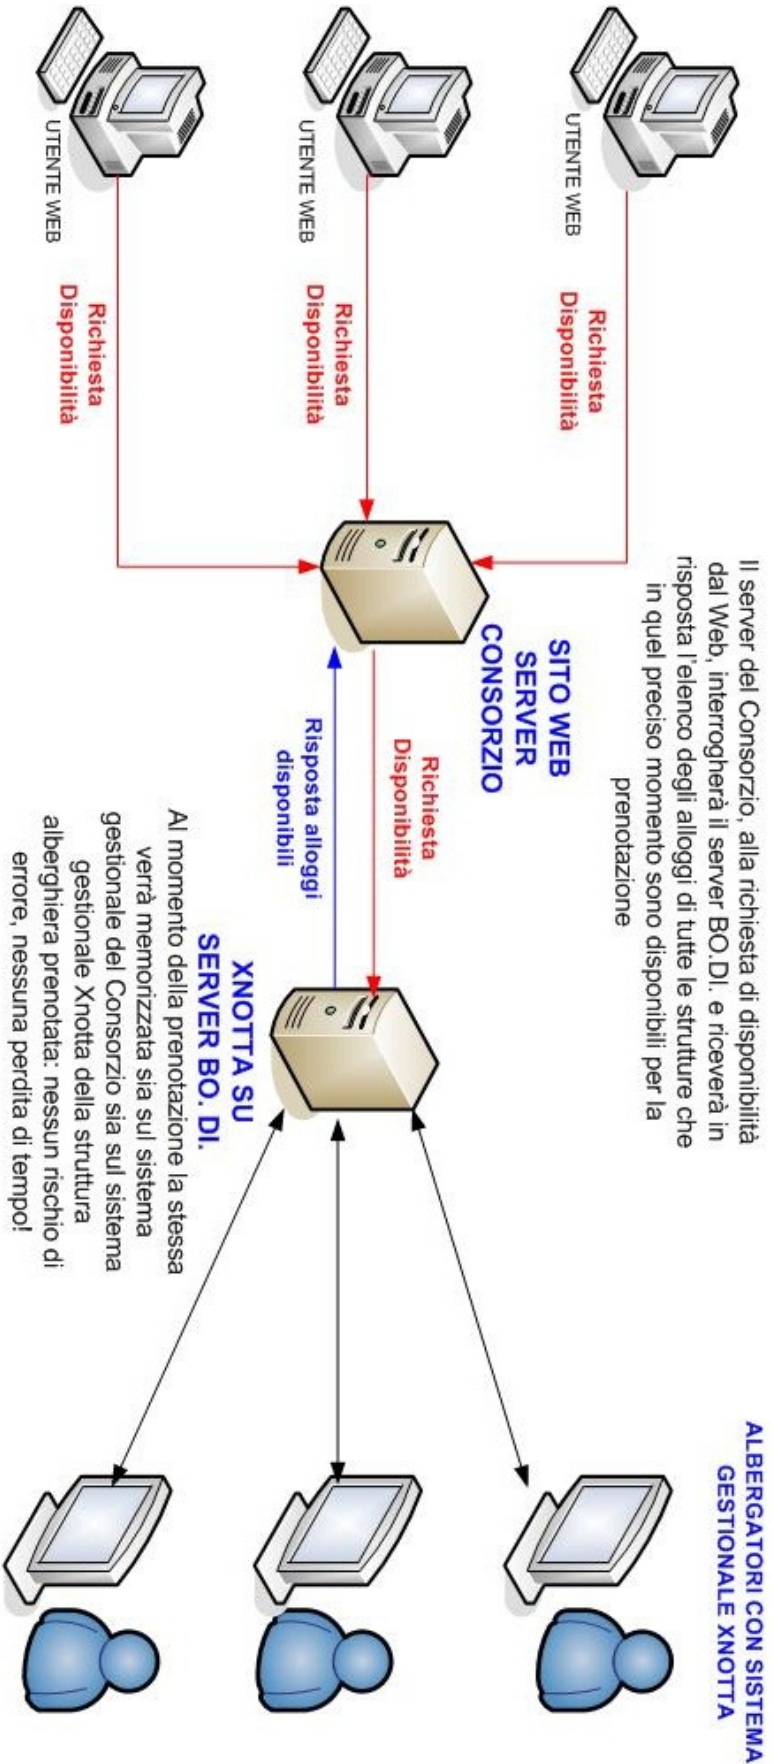 Il server del Consorzio, alla richiesta di disponibilità
dal Web, interrogherà il server BO.DI. e riceverà in
risposta l'elenco degli alloggi di tutte le strutture che
in quel preciso momento sono disponibili per la
prenotazione
ALBERGATORI CON SISTEMA
GESTIONALE XNOTTA
UTENTE WEB
Richiesta
Disponibilità
UTENTE WEB
Richiesta
Disponibilità
UTENTE WEB
Richiesta
Disponibilità
SITO WEB
SERVER
CONSORZIO
Richiesta
Disponibilità
Risposta alloggi
disponibili
XNOTTA SU
SERVER BO. DI.
Al momento della prenotazione la stessa
verrà memorizzata sia sul sistema
gestionale del Consorzio sia sul sistema
gestionale Xnotta della struttura
alberghiera prenotata: nessun rischio di
errore, nessuna perdita di tempo!